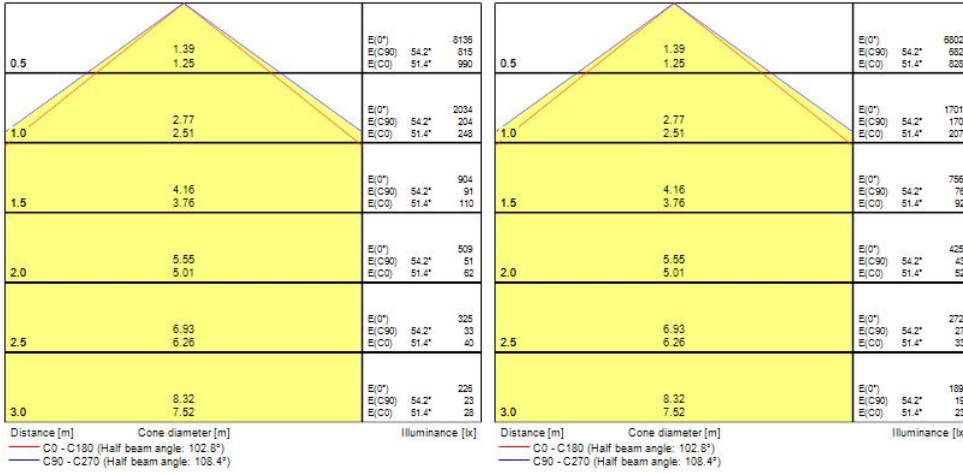 1.39
E(0°) 8136
E(C90) 54.2° 815
0.5 1.25 E(C0) 51.4° 990
2.77
E(0°) 2034
E(C90) 54.2° 204
1.0 2.51 E(C0) 51.4° 248
4.16
E(0°) 904
E(C90) 54.2° 91
1.5 3.76 E(C0) 51.4° 110
5.55
E(0°) 509
E(C90) 54.2° 51
2.0 5.01 E(C0) 51.4° 62
6.93
E(0°) 325
E(C90) 54.2° 33
2.5 6.26 E(C0) 51.4° 40
8.32
E(0°) 226
E(C90) 54.2° 23
3.0 7.52 E(C0) 51.4° 28
Distance [m] Cone diameter [m] Illuminance [lx]
C0 - C180 (Half beam angle: 102.8°)
C90 - C270 (Half beam angle: 108.4°)
1.39
E(0°) 6802
E(C90) 54.2° 682
0.5 1.25 E(C0) 51.4° 828
2.77
E(0°) 1701
E(C90) 54.2° 170
1.0 2.51 E(C0) 51.4° 207
4.16
E(0°) 756
E(C90) 54.2° 76
1.5 3.76 E(C0) 51.4° 92
5.55
E(0°) 425
E(C90) 54.2° 43
2.0 5.01 E(C0) 51.4° 52
6.93
E(0°) 272
E(C90) 54.2° 27
2.5 6.26 E(C0) 51.4° 33
8.32
E(0°) 189
E(C90) 54.2° 19
3.0 7.52 E(C0) 51.4° 23
Distance [m] Cone diameter [m] Illuminance [lx
C0 - C180 (Half beam angle: 102.8°)
C90 - C270 (Half beam angle: 108.4°)